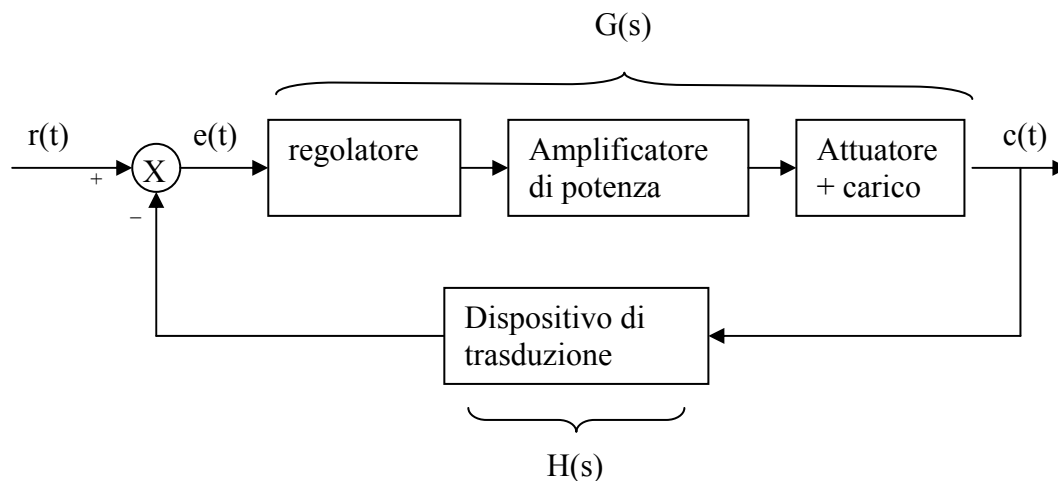 G(s)
r(t)
+
X
−
e(t)
regolatore
Amplificatore
di potenza
Attuatore
+ carico
c(t)
Dispositivo di
trasduzione
H(s)